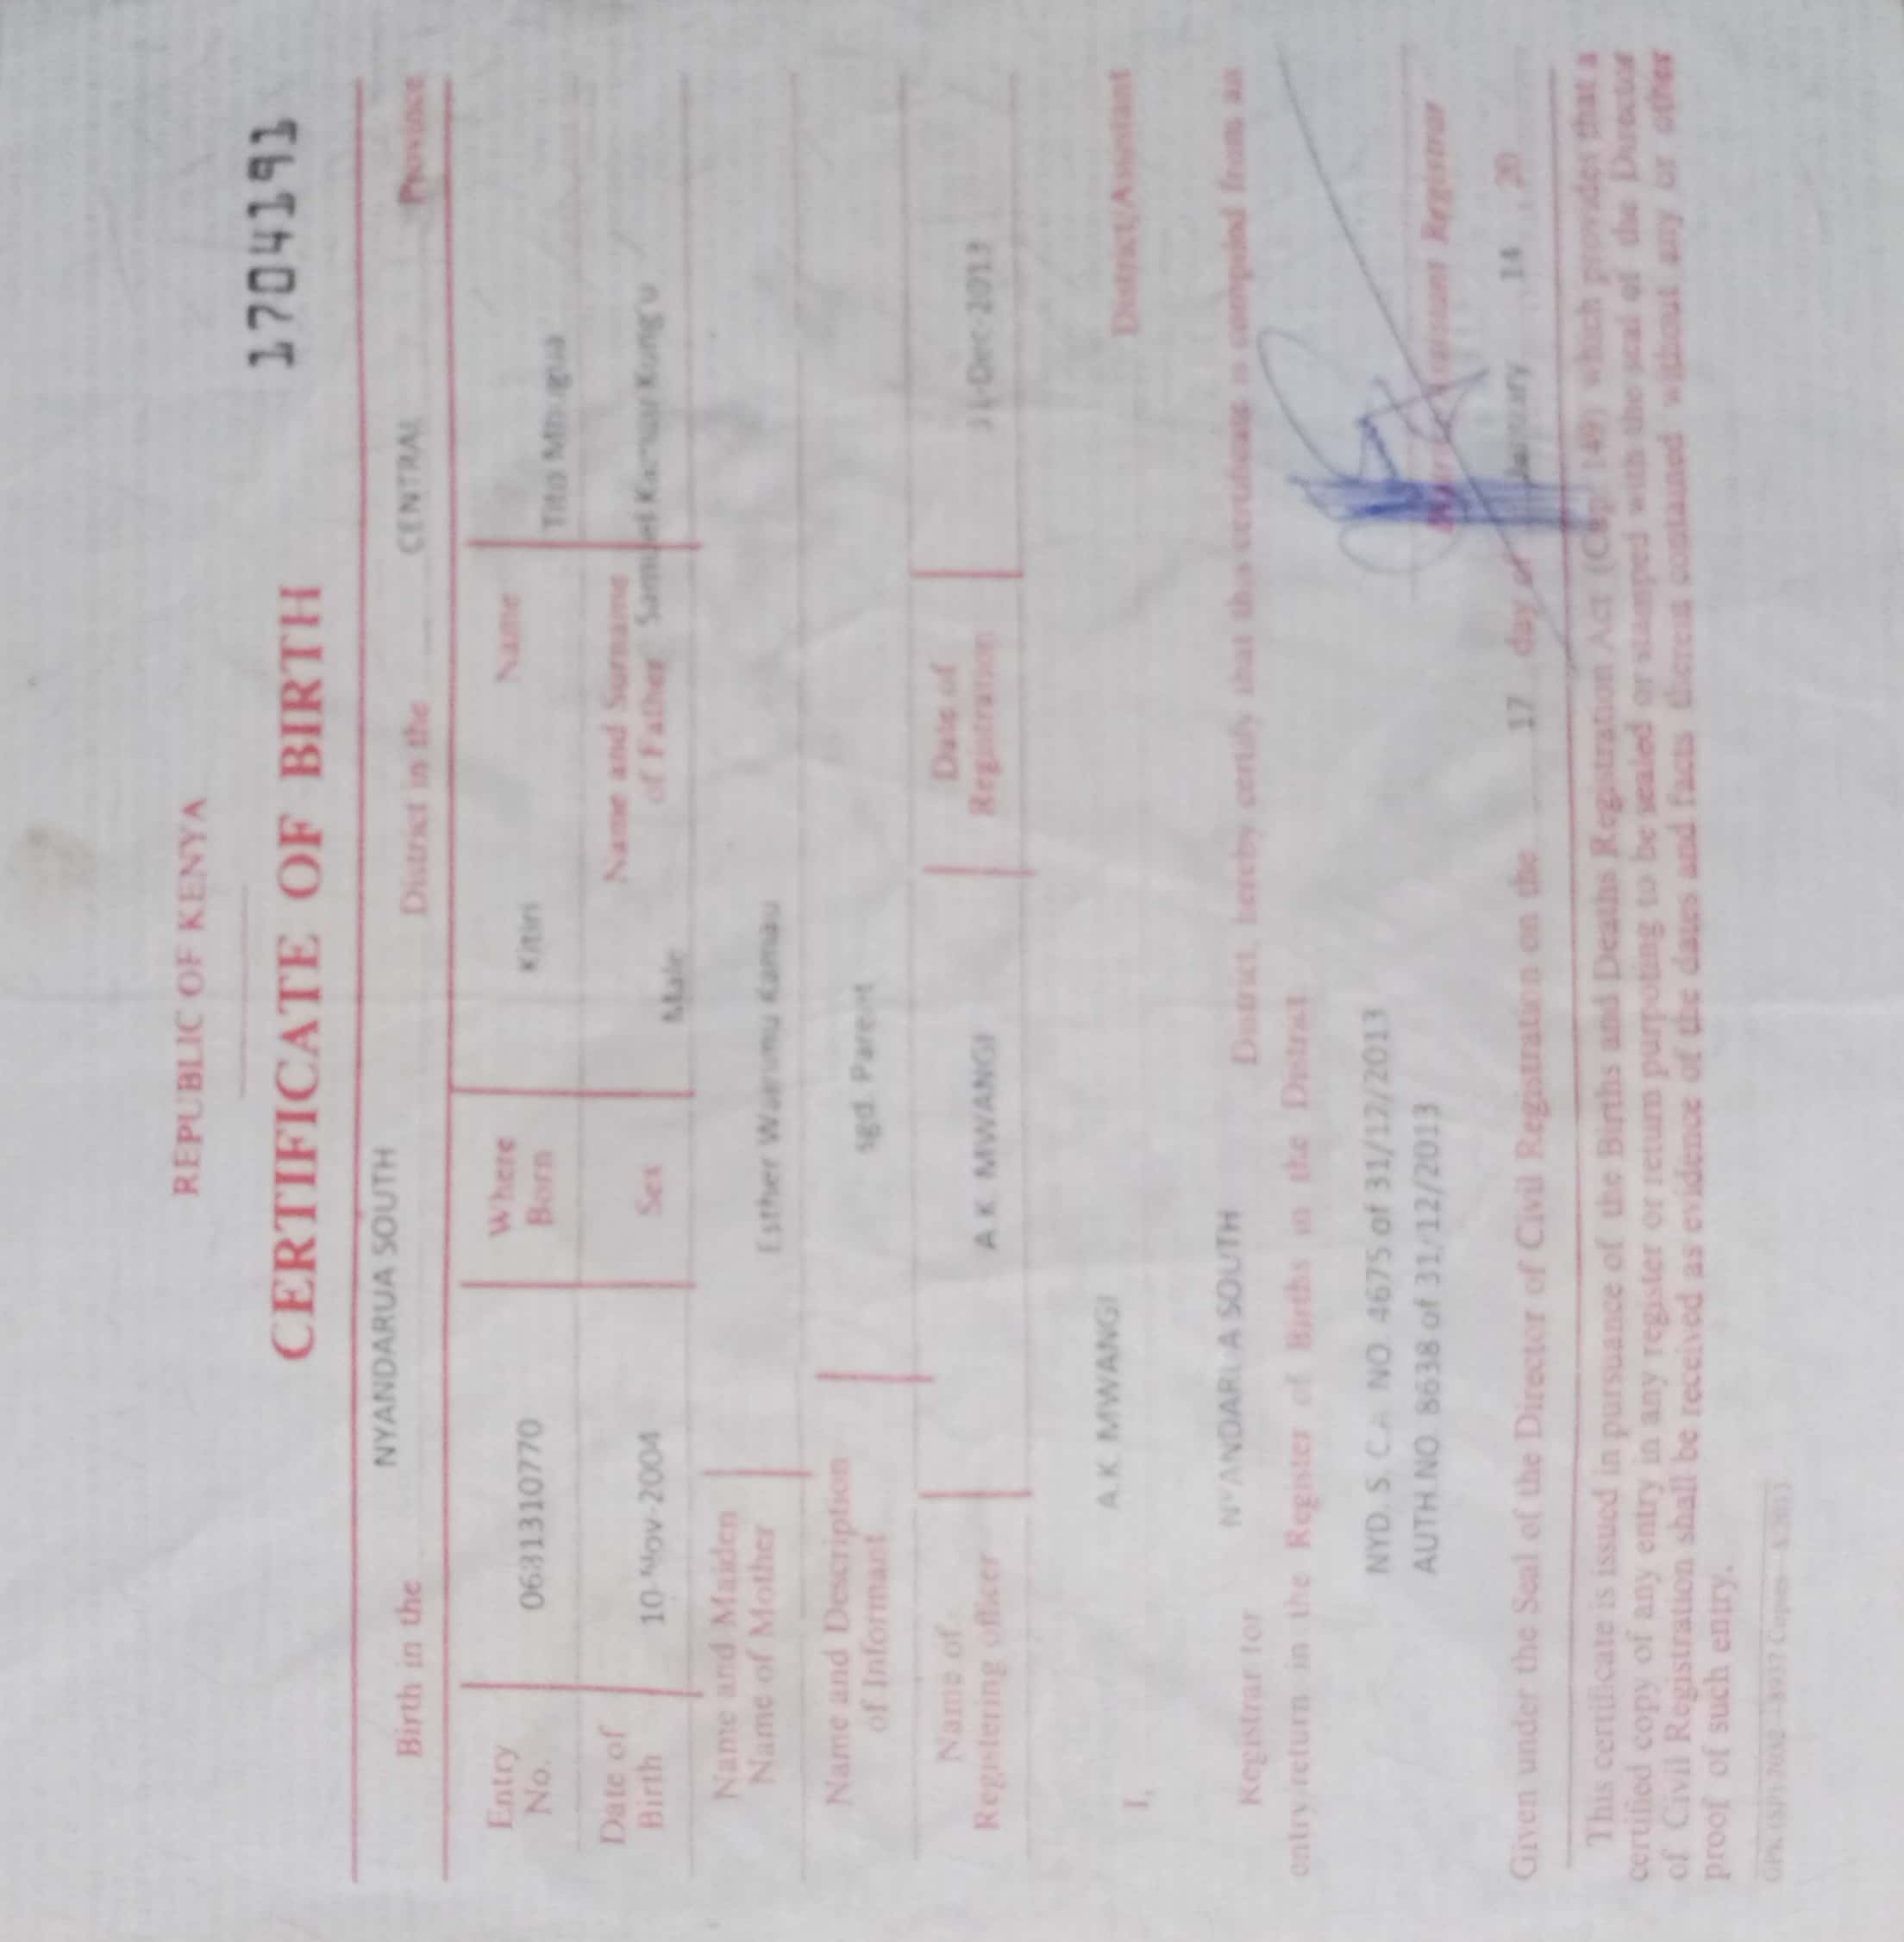 REPUBLIC OF KENYA
17041191
CERTIFICATE OF BIRTH
Birth in the NYANDARUA SOUTH District in the CENTRAL Province
Entry No. 0631310770 Where Born Kitiri Name Tito Mbugua
Date of Birth 10-Nov-2004 Sex Male Name and Surname of Father Samuel Kamau Kung'u
Name and Maiden Name of Mother Esther Wairimu Kamau
Name and Description of Informant sgd. Parent
Name of Registering officer A K MWANGI Date of Registration 31-Dec-2013
I, A.K. MWANGI District/Assistant
Registrar for NYANDARUA SOUTH District, hereby certify that this certificate is compiled from an
entry/return in the Register of Births in the District
NYD. S. C.A. NO. 4675 of 31/12/2013
AUTH.NO. 8638 of 31/12/2013
Registrar
Given under the Seal of the Director of Civil Registration on the 17 day of January 14 20
This certificate is issued in pursuance of the Births and Deaths Registration Act (Cap. 149) which provides that a
certified copy of any entry in any register or return purporting to be sealed or stamped with the seal of the Director
of Civil Registration shall be received as evidence of the dates and facts therein contained without any or other
proof of such entry.